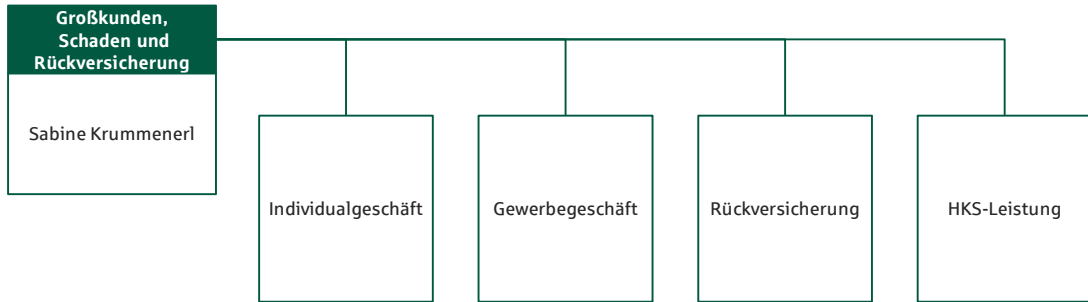 Großkunden,
Schaden und
Rückversicherung
Sabine Krummenerl
Individualgeschäft
Gewerbegeschäft
Rückversicherung
HKS-Leistung